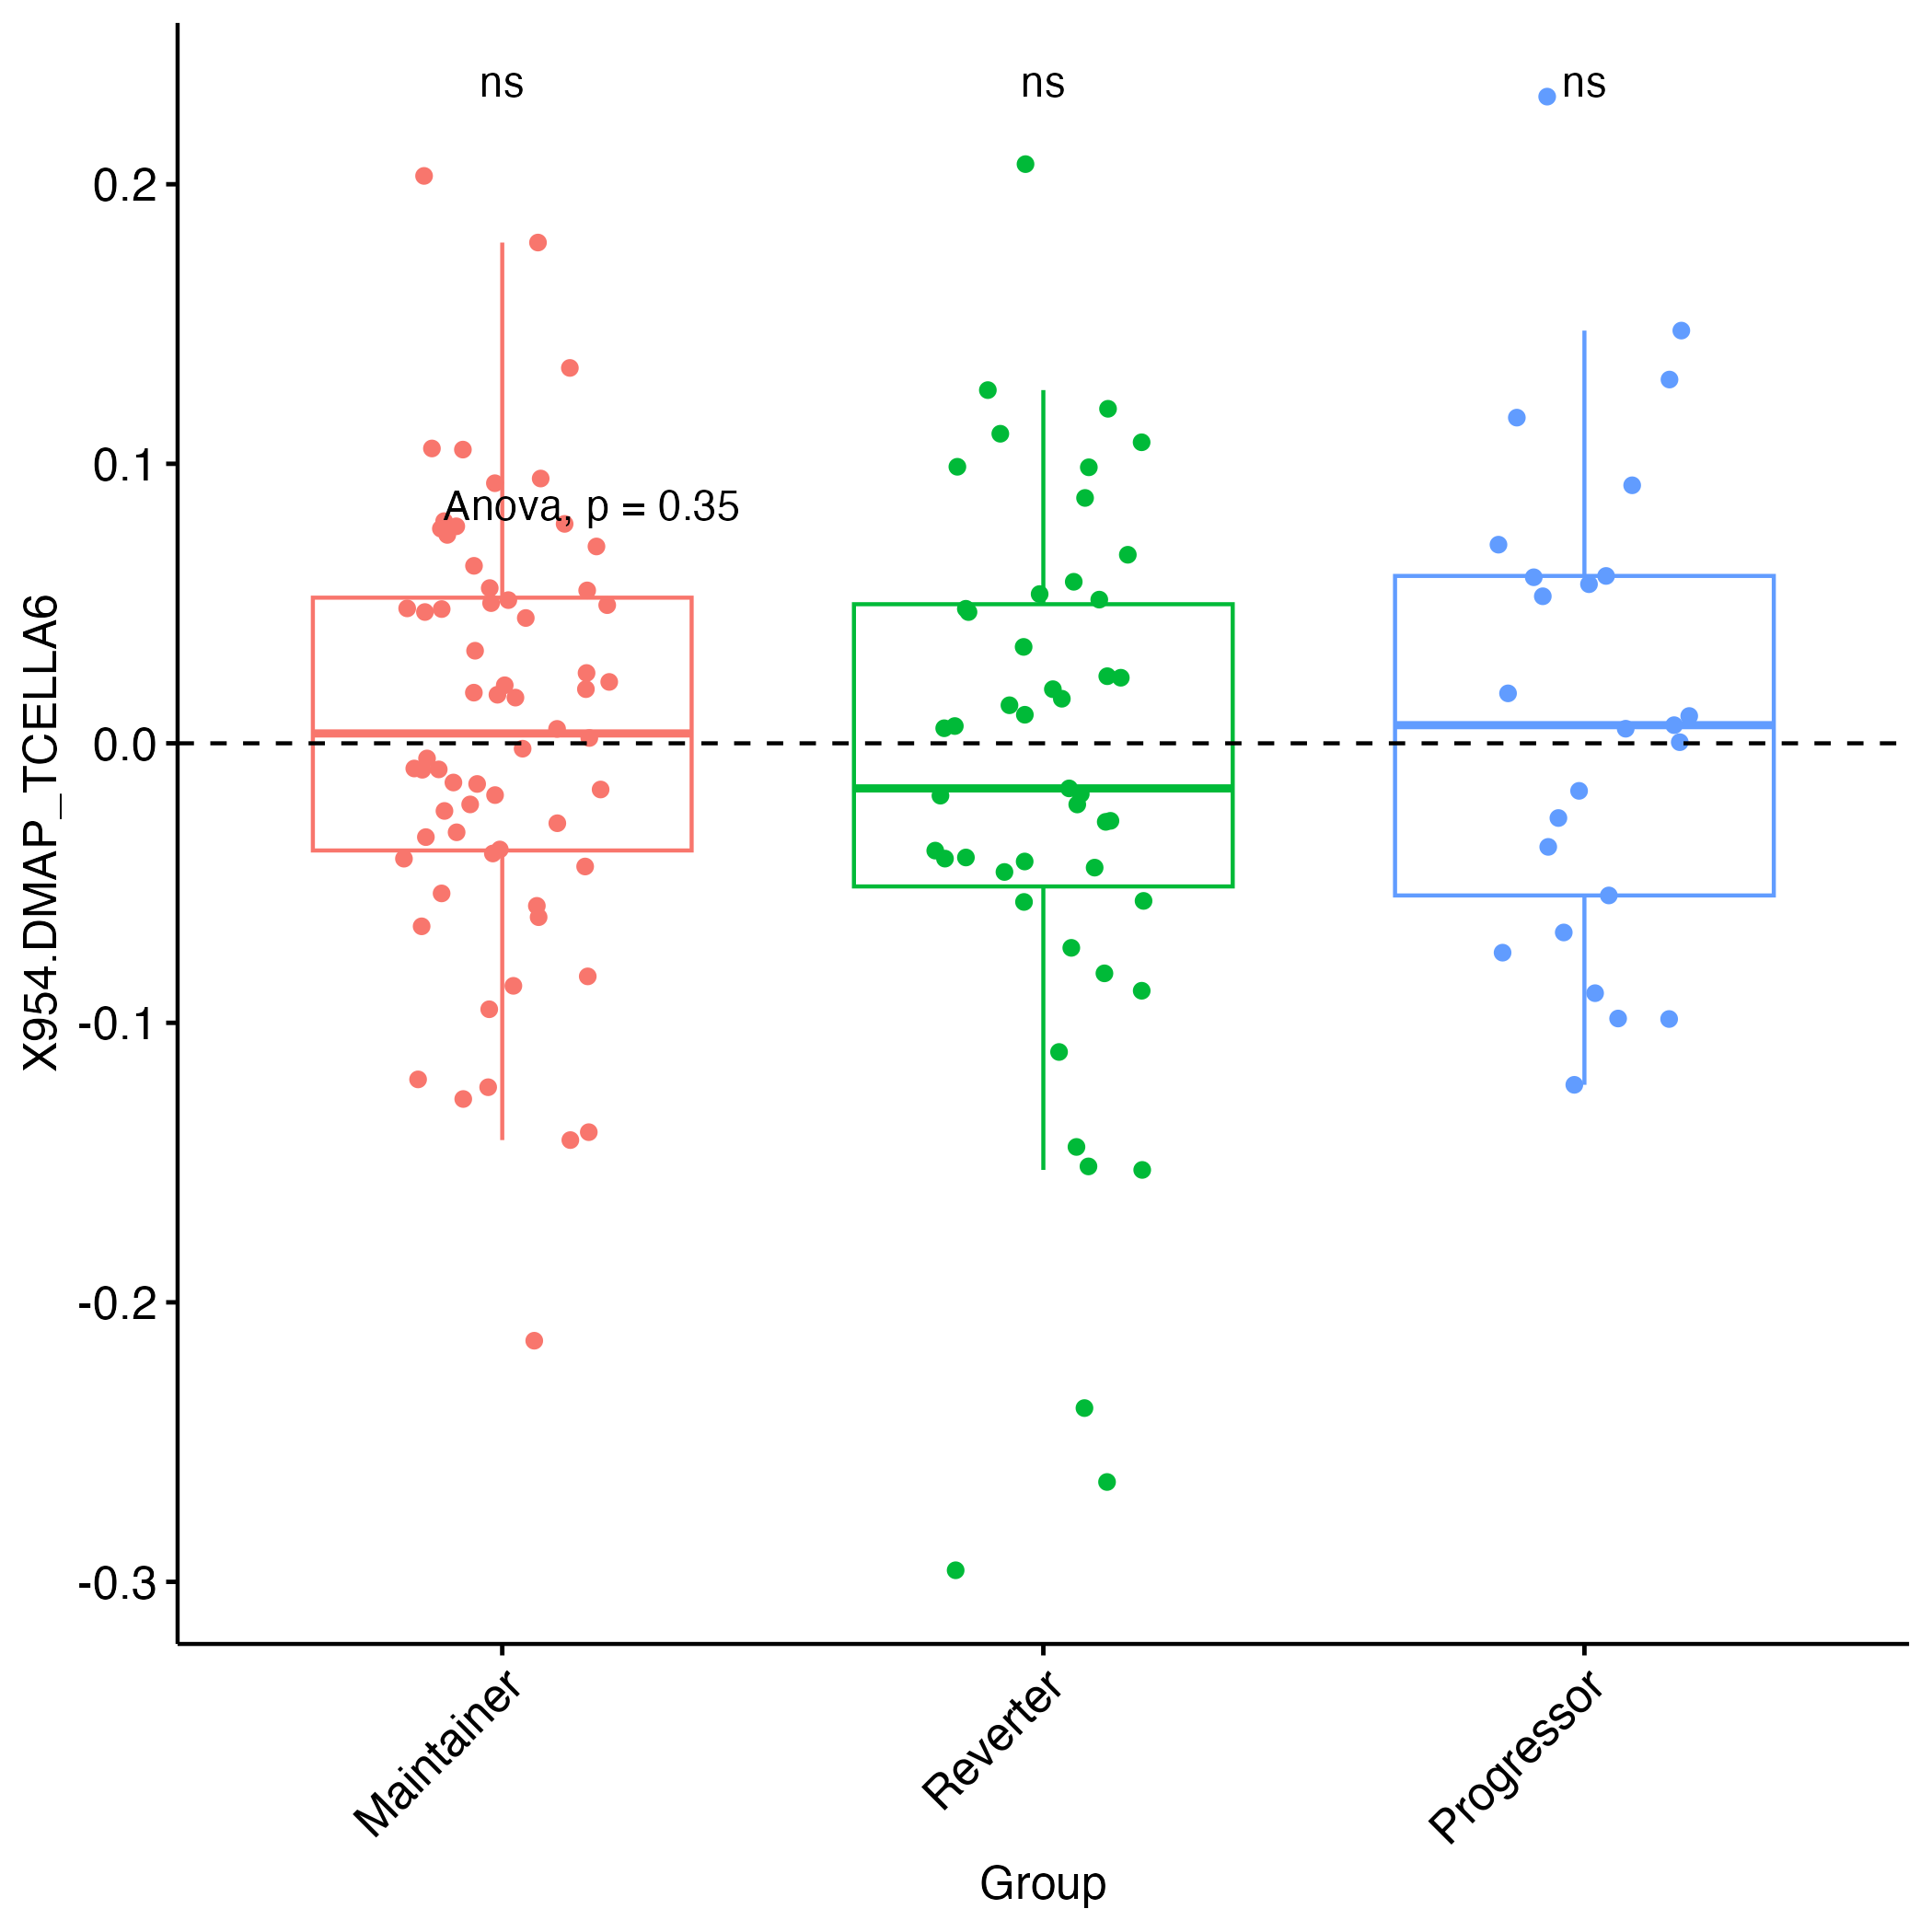 ns
ns
ns
Anova, p = 0.35
X954.DMAP_TCELLA6
0.2
0.1
0.0
-0.1
-0.2
-0.3
Maintainer
Reverter
Progressor
Group